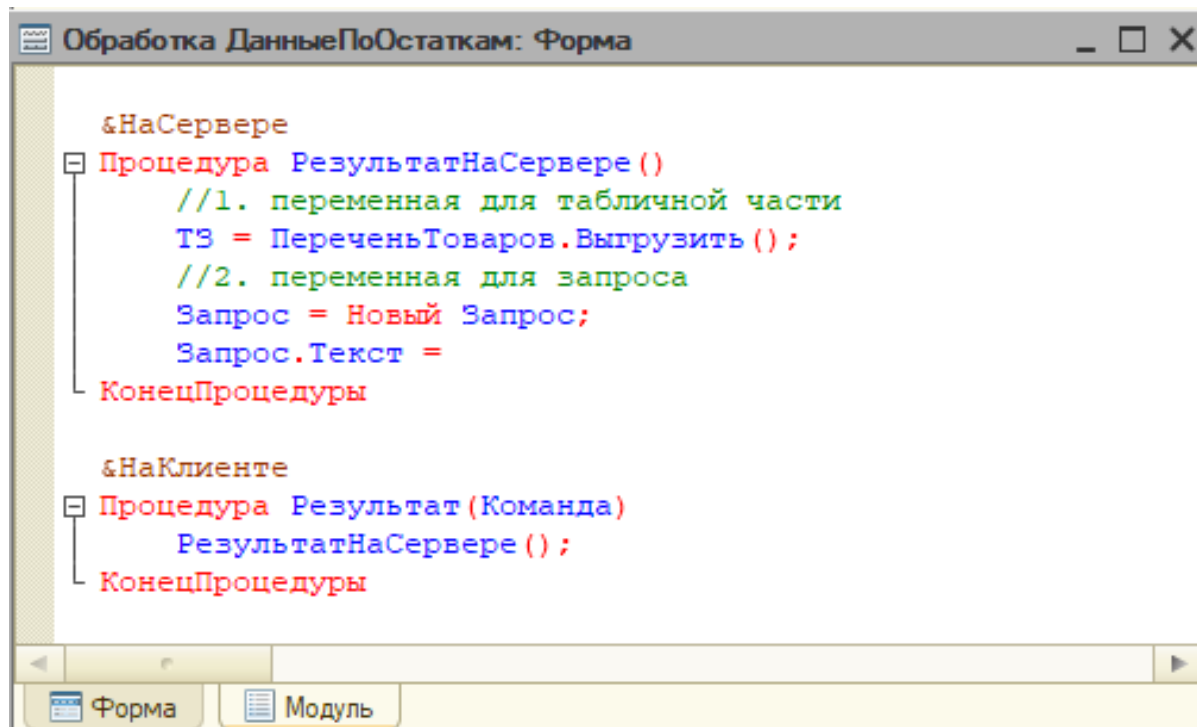 Обработка ДанныеПоОстаткам: Форма
&НаСервере
Процедура РезультатНаСервере()
//1. переменная для табличной части
ТЗ = ПереченьТоваров.Выгрузить();
//2. переменная для запроса
Запрос = Новый Запрос;
Запрос.Текст =
КонецПроцедуры
&НаКлиенте
Процедура Результат(Команда)
РезультатНаСервере();
КонецПроцедуры
Форма Модуль